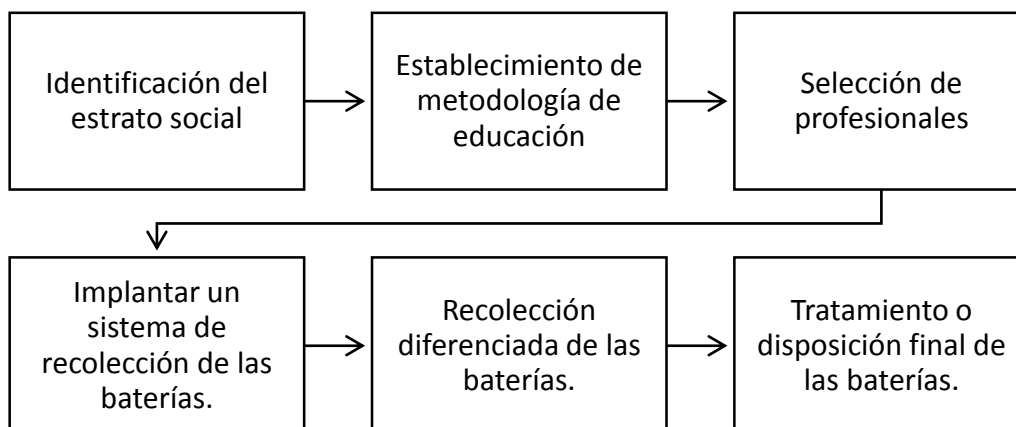 Identificación del
estrato social
Establecimiento de
metodología de
educación
Selección de
profesionales
Implantar un
sistema de
recolección de las
baterías.
Recolección
diferenciada de las
baterías.
Tratamiento o
disposición final de
las baterías.